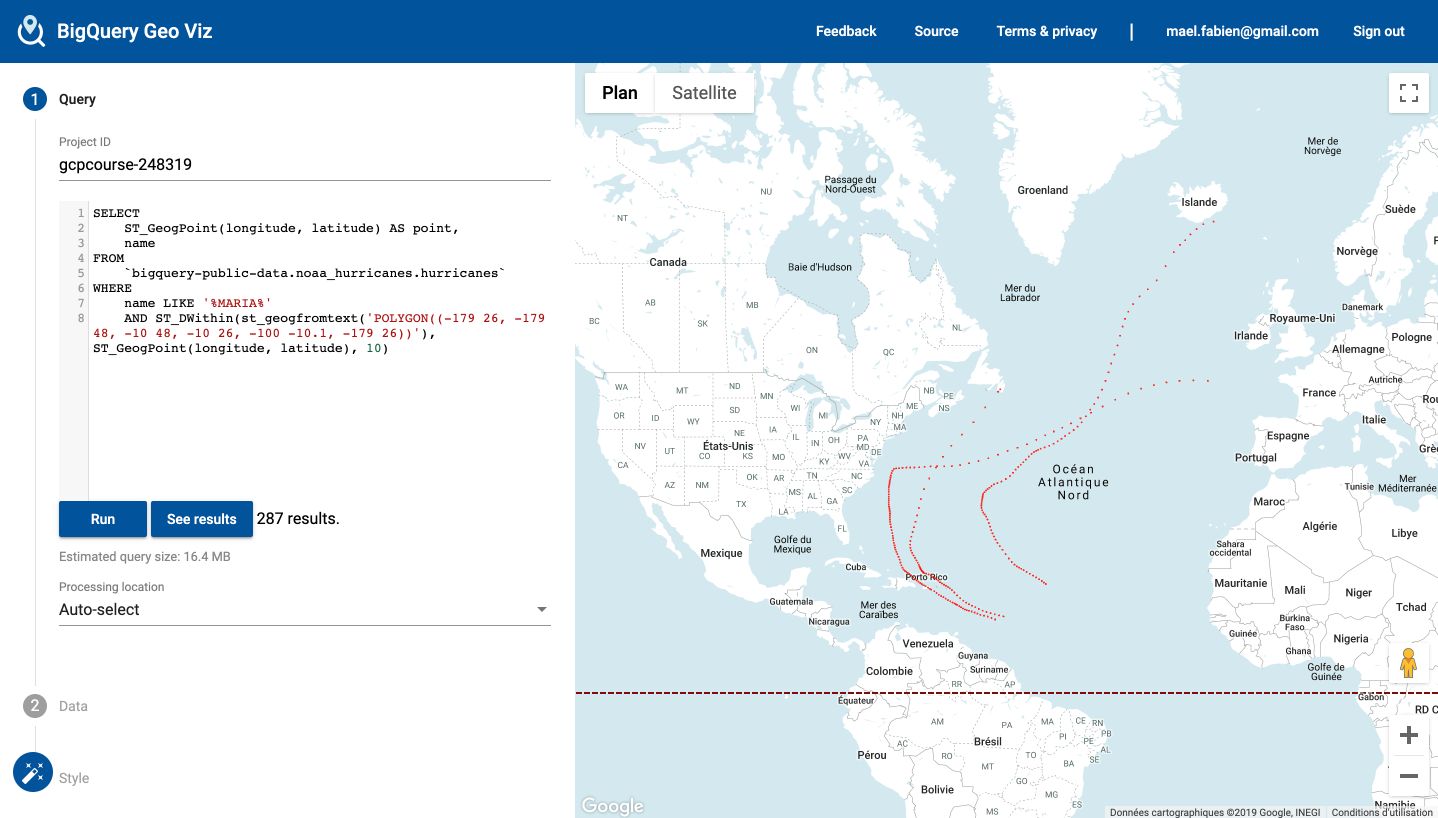 BigQuery Geo Viz
Feedback
Source
Terms & privacy
|
mael.fabien@gmail.com
Sign out
1
Query
Project ID
gcpcourse-248319
1 SELECT
2 ST_GeogPoint(longitude, latitude) AS point,
3 name
4 FROM
5 `bigquery-public-data.noaa_hurricanes.hurricanes`
6 WHERE
7 name LIKE '%MARIA%'
8 AND ST_DWithin(st_geogfromtext('POLYGON((-179 26, -179
48, -10 48, -10 26, -100 -10.1, -179 26))'),
ST_GeogPoint(longitude, latitude), 10)
Run
See results
287 results.
Estimated query size: 16.4 MB
Processing location
Auto-select
2
Data
Style
Plan
Satellite
Mer de
Norvège
Passage du
Nord-Ouest
Groenland
NU
Islande
Suède
NT
Norvège
Canada
Baie d'Hudson
Mer du
Labrador
AB
MB
BC
SK
NL
ON
QC
Danemark
Royaume-Uni
Irlande
Pologne
Allemagne
Autriche
France
Rou
Italie
Espagne
Portugal
Grè
WA
MT
ND
MN
NB
PE
NS
ME
OR
ID
SD
WI
MI
NH
MA
WY
NY
NE
IA
NV
UT
États-Unis
CO
KS
MO
IL
IN
OH
PA
MD
DE
WV
VA
KY
CA
AZ
NM
OK
AR
TN
NC
SC
MS
AL
GA
TX
LA
FL
Océan
Atlantique
Nord
Tunisie
Mer
Méditerranée
Maroc
Algérie
Libye
Mexique
Golfe du
Mexique
Cuba
Porto Rico
Sahara
occidental
Mauritanie
Mali
Niger
Tchad
Guatemala
Nicaragua
Mer des
Caraïbes
Burkina
Faso
Guinée
Ghana
Nigeria
Golfe de
Guinée
Venezuela
Guyana
Suriname
Colombie
RR
AP
Équateur
Gabon
RD C
AM
PA
MA
CE
RN
PB
PI
PE
AL
SE
AC
Brésil
TO
RO
BA
MT
Pérou
GO
Bolivie
MG
ES
MS
Namibie
Google
Données cartographiques ©2019 Google, INEGI
Conditions d'utilisation